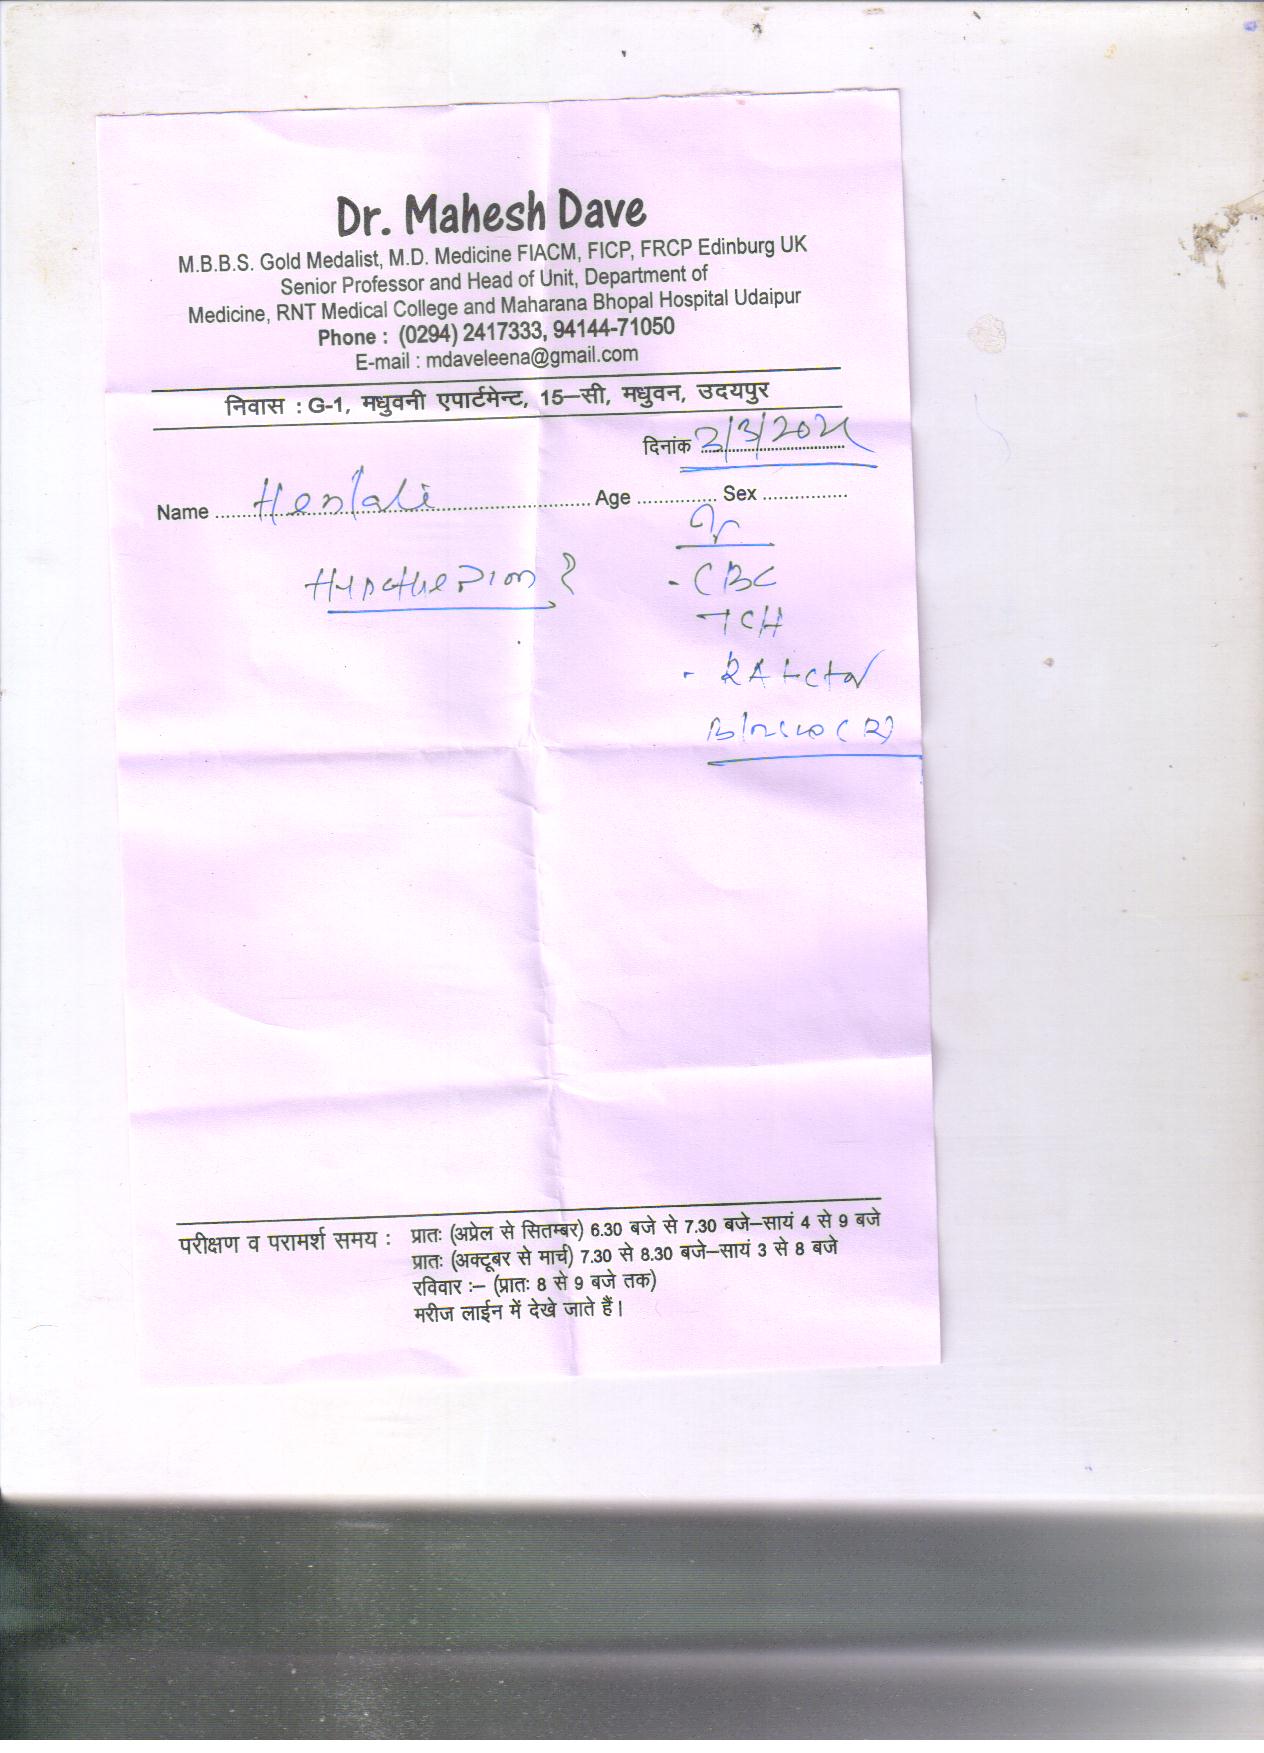 Dr. Mahesh Dave
M.B.B.S. Gold Medalist, M.D. Medicine FIACM, FICP, FRCP Edinburg UK
Senior Professor and Head of Unit, Department of
Medicine, RNT Medical College and Maharana Bhopal Hospital Udaipur
Phone : (0294) 2417333, 94144-71050
E-mail : mdaveleena@gmail.com
निवास : G-1, मधुवनी एपार्टमेन्ट, 15–सी, मधुवन, उदयपुर
दिनांक
Name Age Sex
- CBC
- RA
परीक्षण व परामर्श समय : प्रातः (अप्रेल से सितम्बर) 6.30 बजे से 7.30 बजे–सायं 4 से 9 बजे
प्रातः (अक्टूबर से मार्च) 7.30 से 8.30 बजे–सायं 3 से 8 बजे
रविवार :– (प्रातः 8 से 9 बजे तक)
मरीज लाईन में देखे जाते हैं।